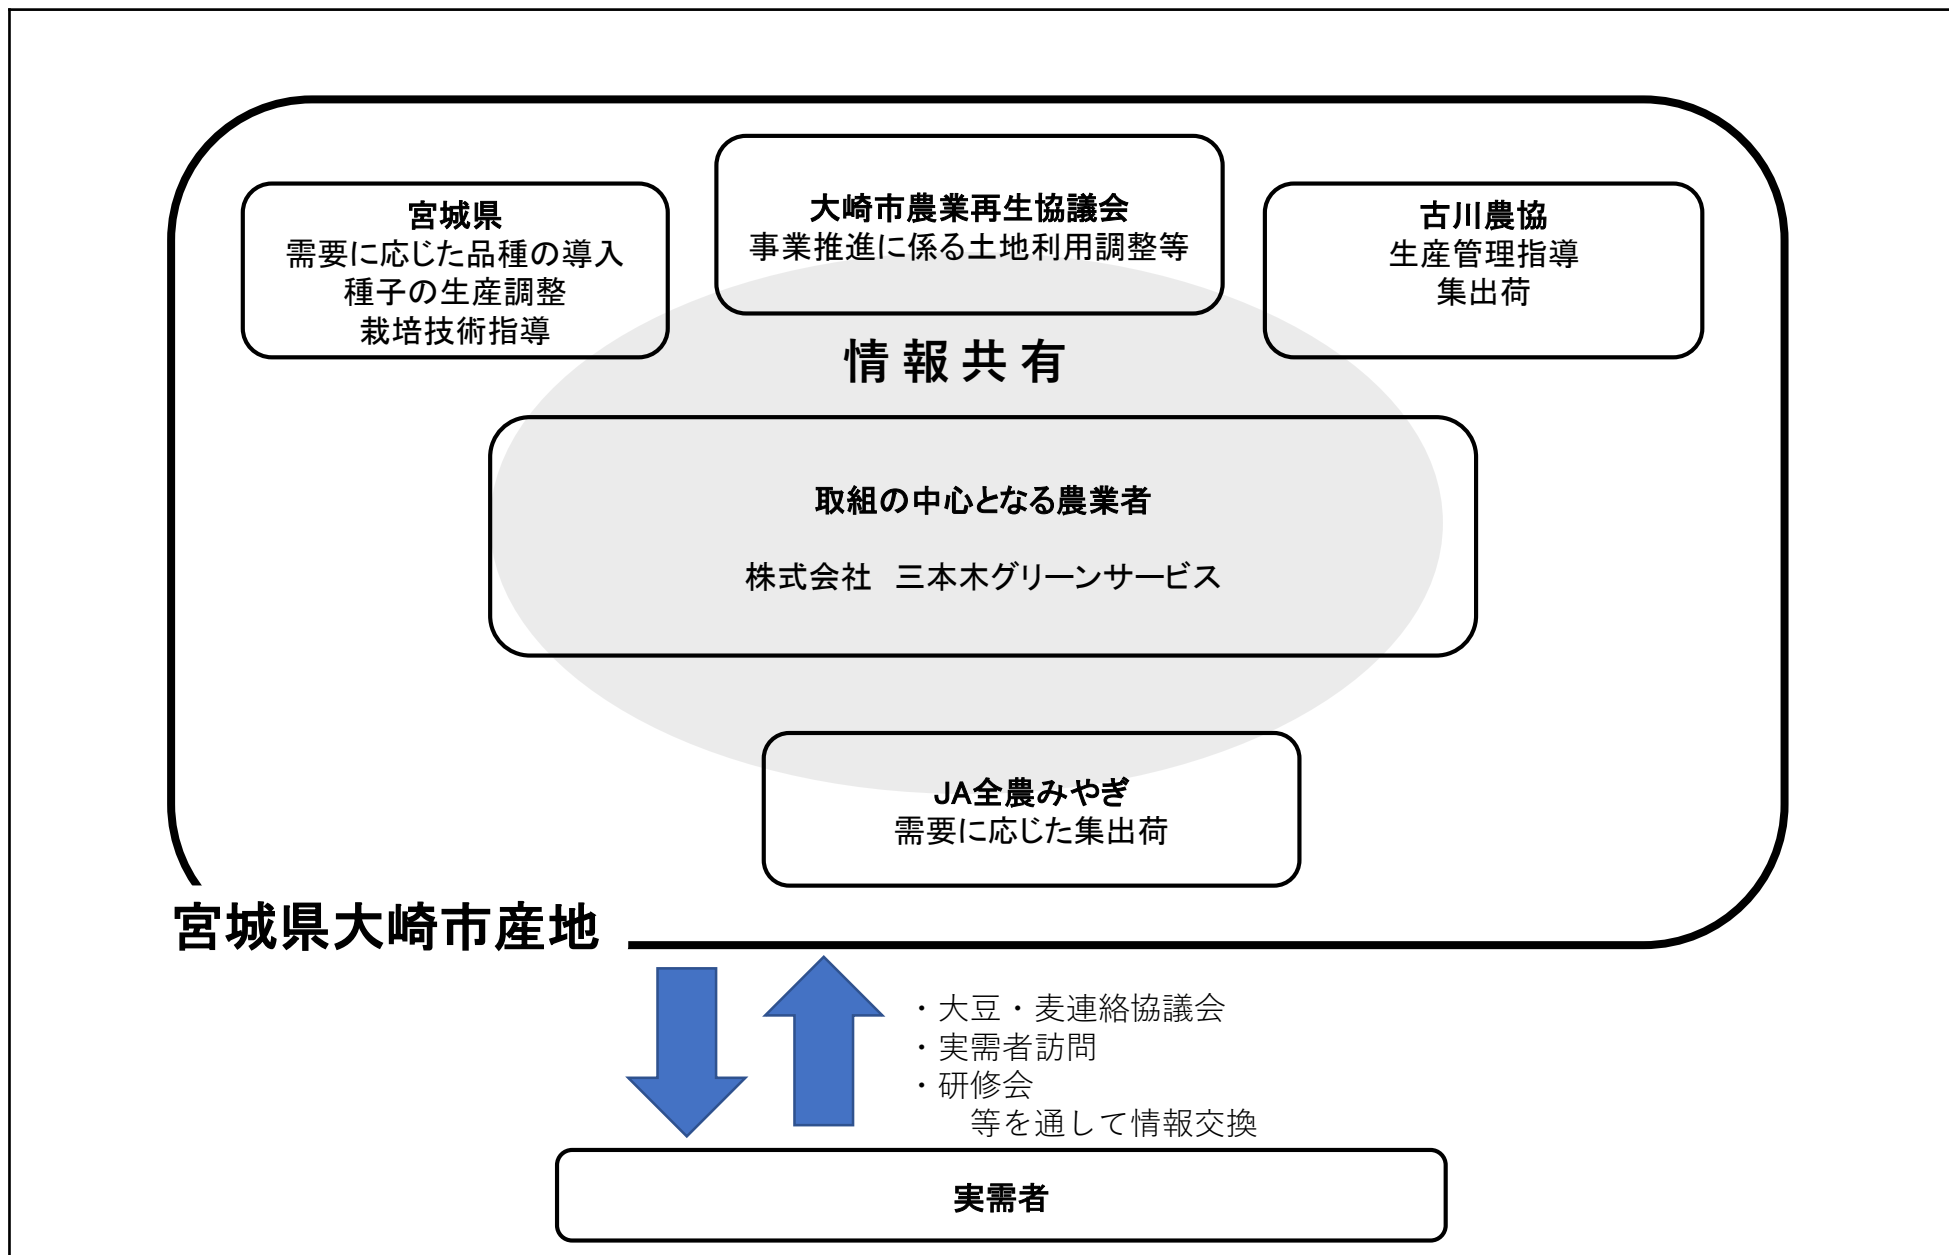 宮城県
需要に応じた品種の導入
種子の生産調整
栽培技術指導
大崎市農業再生協議会
事業推進に係る土地利用調整等
古川農協
生産管理指導
集出荷
情報共有
取組の中心となる農業者
株式会社　三本木グリーンサービス
JA全農みやぎ
需要に応じた集出荷
宮城県大崎市産地
・大豆・麦連絡協議会
・実需者訪問
・研修会
等を通して情報交換
実需者